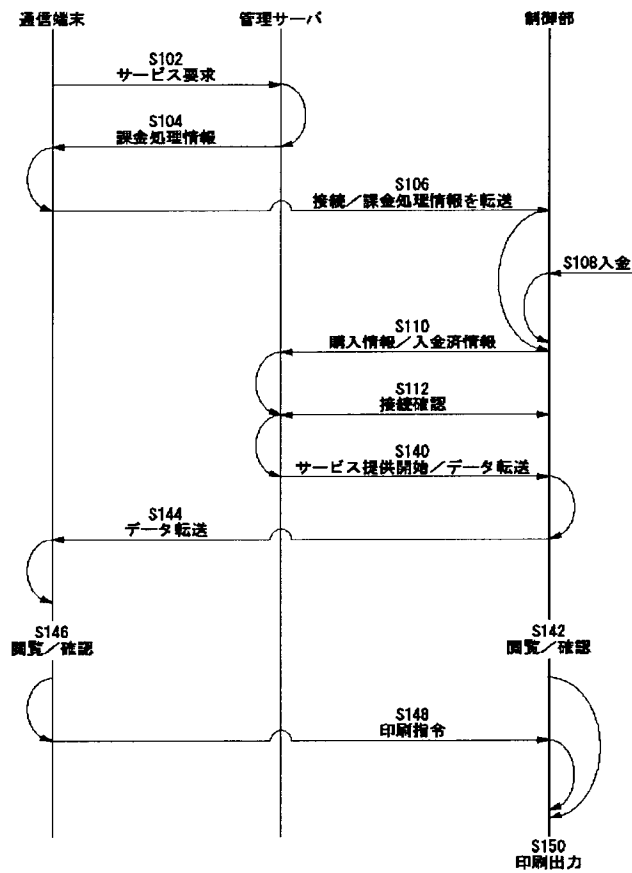 通信端末
管理サーバ
制御部
S102
サービス要求
S104
課金処理情報
S106
接続／課金処理情報を転送
S108入金
S110
購入情報／入金済情報
S112
接続確認
S140
サービス提供開始／データ転送
S144
データ転送
S146
閲覧／確認
S142
閲覧／確認
S148
印刷指令
S150
印刷出力